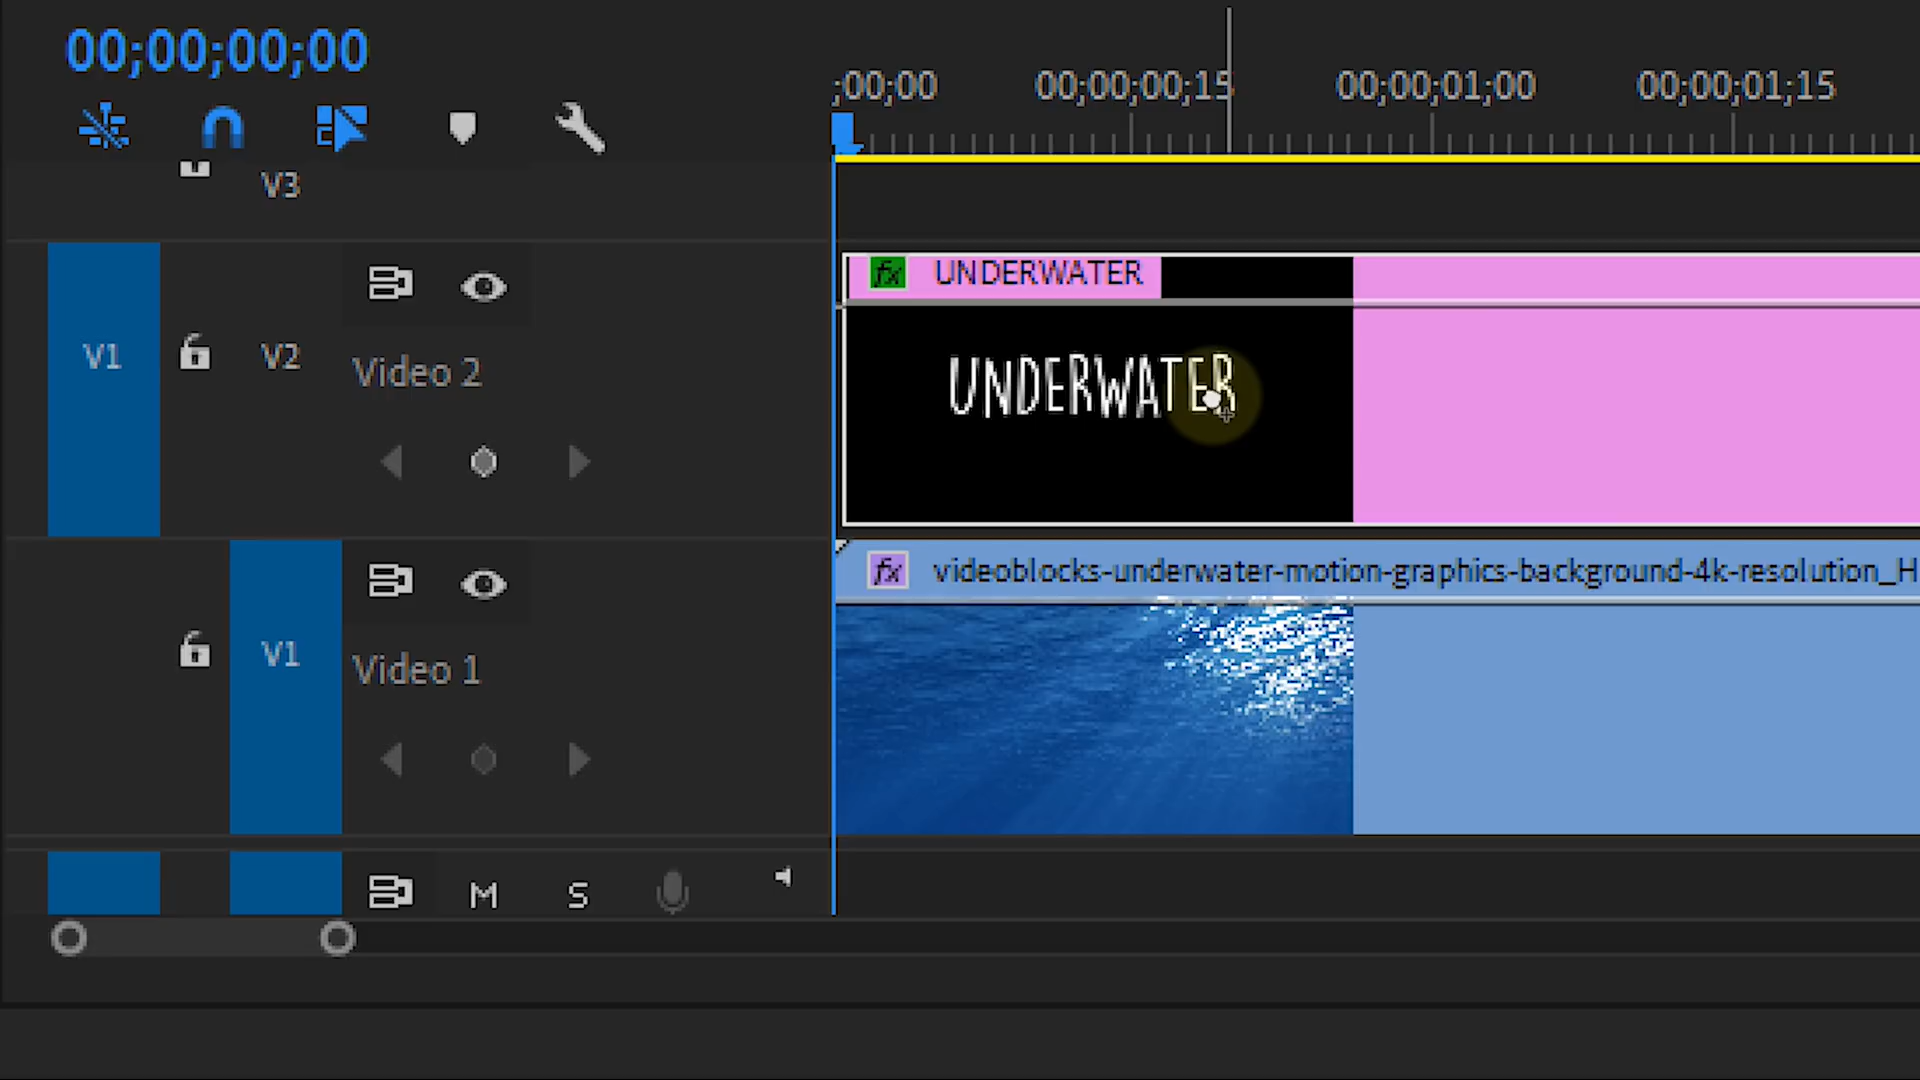 00;00;00;00
;00;00 00;00;00;15 00;00;01;00 00;00;01;15
V3
fx UNDERWATER
V1 V2 Video 2
UNDERWATER
fx videoblocks-underwater-motion-graphics-background-4k-resolution_H
V1 Video 1
M S